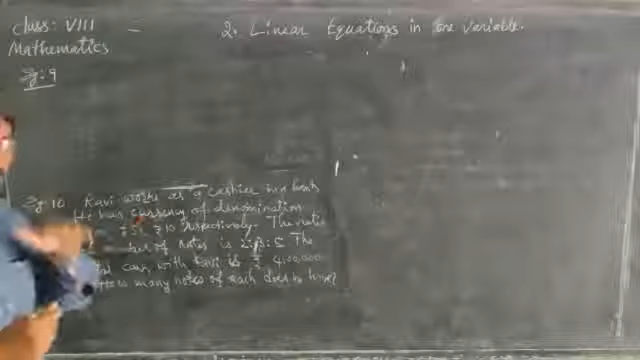 Class: VIII - 2. Linear Equations in one variable.
Mathematics
Eg: 9
Eg: 10 Ravi works as a cashier in a bank
He has currency of denomination
₹50, ₹10 respectively. The ratio
of notes is 2:3:5 The
cash with Ravi is ₹ 4,00,000
How many notes of each does he have?